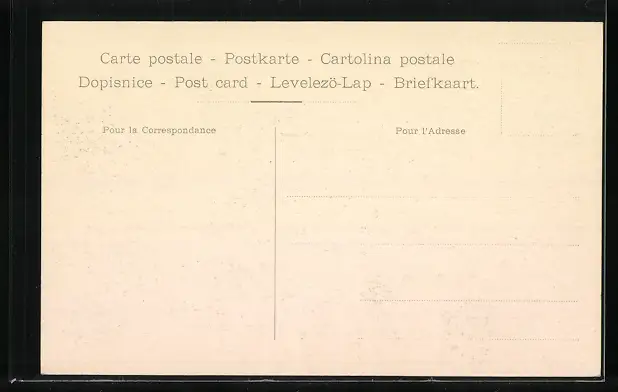 Carte postale - Postkarte - Cartolina postale
Dopisnice - Post card - Levelezö-Lap - Briefkaart.
Pour la Correspondance
Pour l'Adresse